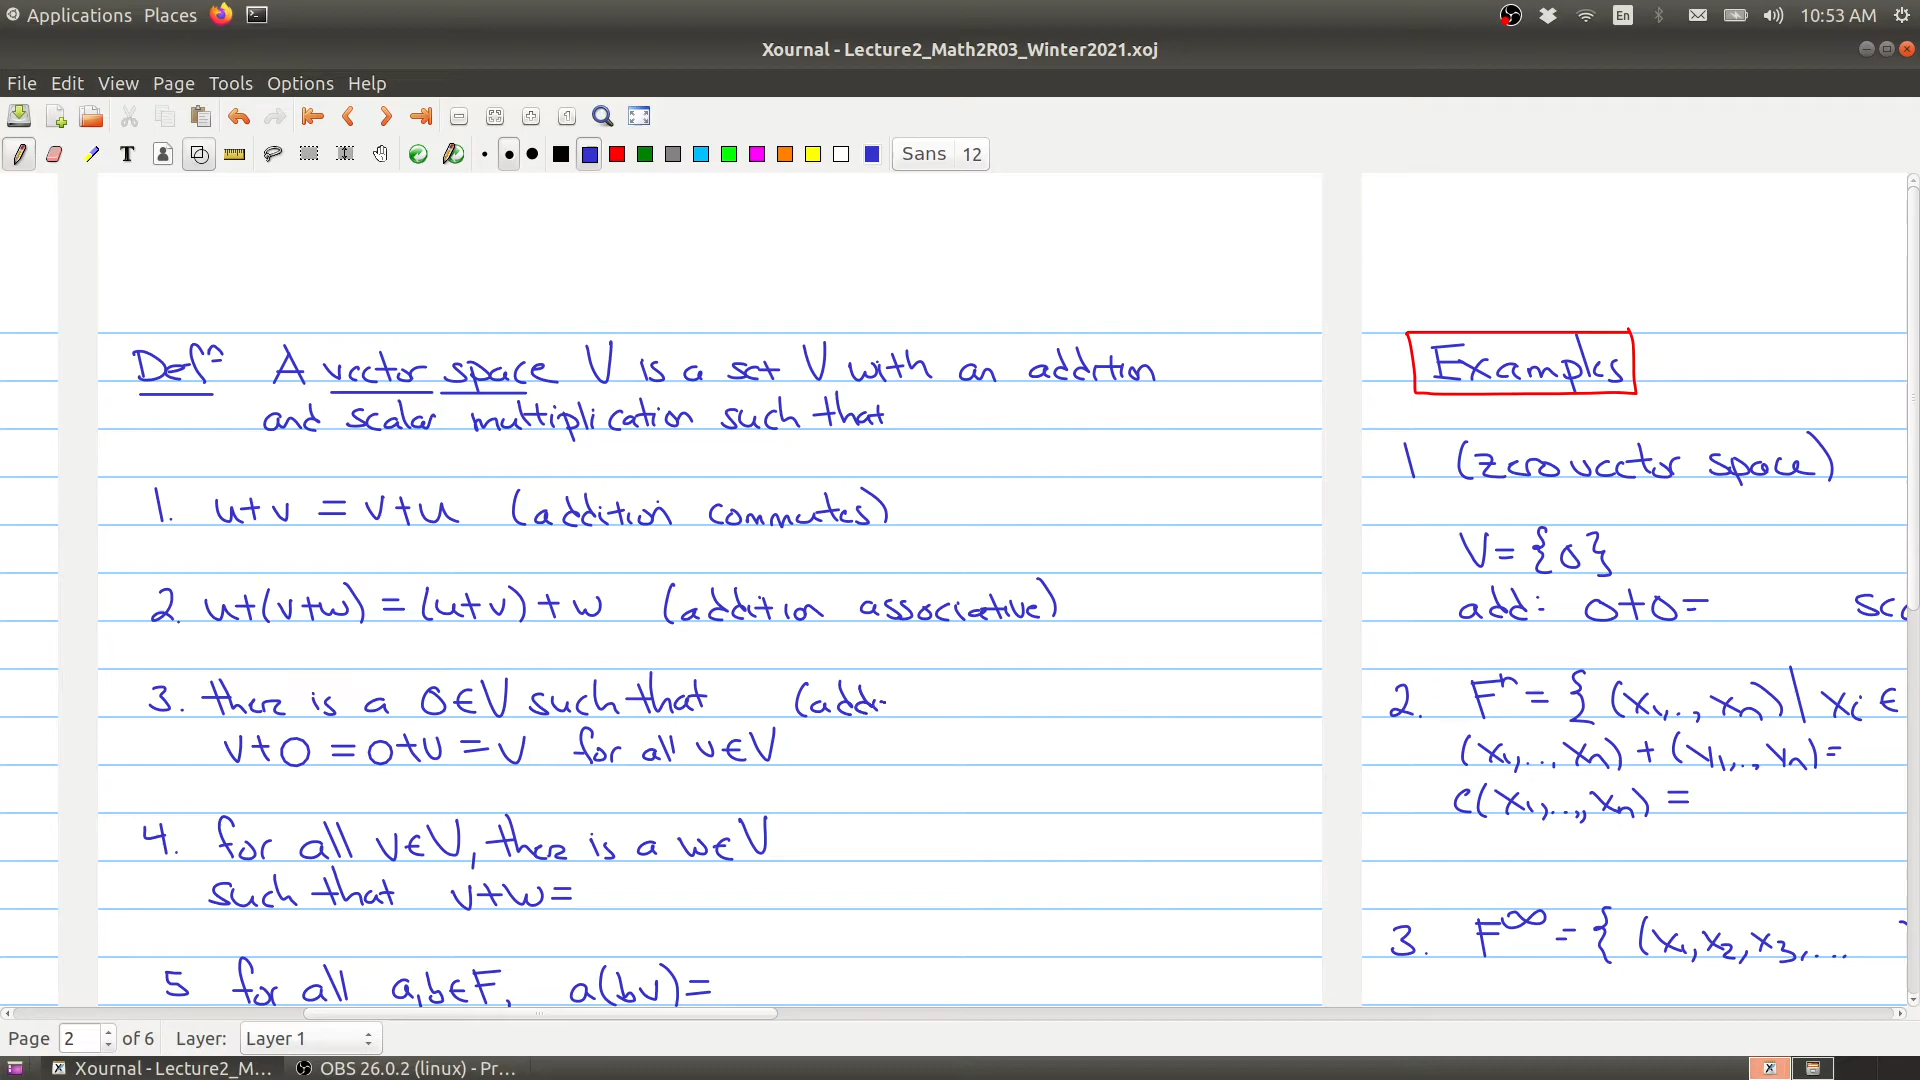 Applications Places En 10:53 AM
Xournal - Lecture2_Math2R03_Winter2021.xoj
File Edit View Page Tools Options Help
T Sans 12
Defⁿ: A vector space V is a set V with an addition
and scalar multiplication such that
1. u+v = v+u (addition commutes)
2. u+(v+w) = (u+v)+w (addition associative)
3. there is a 0∈V such that (addi
v+0 = 0+v = v for all v∈V
4. for all v∈V, there is a w∈V
such that v+w=
5 for all a,b∈F, a(bv)=
Examples
1 (zero vector space)
V= {0}
add: 0+0= sca
2. Fⁿ = { (x₁,..,xₙ) | xᵢ ∈
(x₁,..,xₙ) + (y₁,..,yₙ)=
c(x₁,..,xₙ) =
3. F^∞ = { (x₁,x₂,x₃,...
Page 2 of 6 Layer: Layer 1
Xournal - Lecture2_M... OBS 26.0.2 (linux) - Pr...